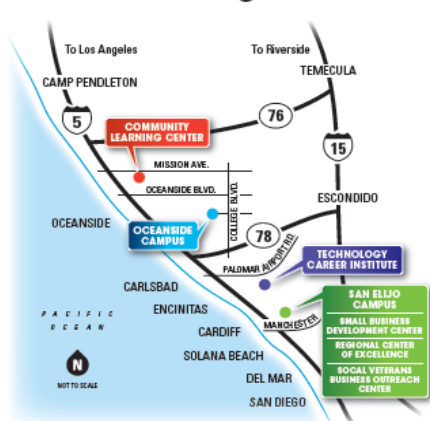 To Los Angeles
To Riverside
TEMECULA
CAMP PENDLETON
5
76
COMMUNITY
LEARNING CENTER
15
MISSION AVE.
OCEANSIDE BLVD.
COLLEGE BLVD.
ESCONDIDO
OCEANSIDE
OCEANSIDE
CAMPUS
78
PALOMAR AIRPORT RD.
TECHNOLOGY
CAREER INSTITUTE
CARLSBAD
SAN ELIJO
CAMPUS
ENCINITAS
PACIFIC
OCEAN
MANCHESTER
SMALL BUSINESS
DEVELOPMENT CENTER
CARDIFF
REGIONAL CENTER
OF EXCELLENCE
SOLANA BEACH
N
SOCAL VETERANS
BUSINESS OUTREACH
CENTER
NOT TO SCALE
DEL MAR
SAN DIEGO